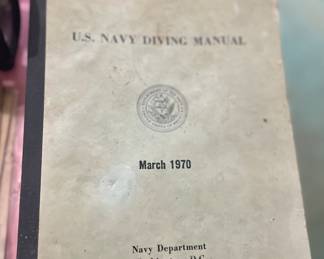 U.S. NAVY DIVING MANUAL
March 1970
Navy Department